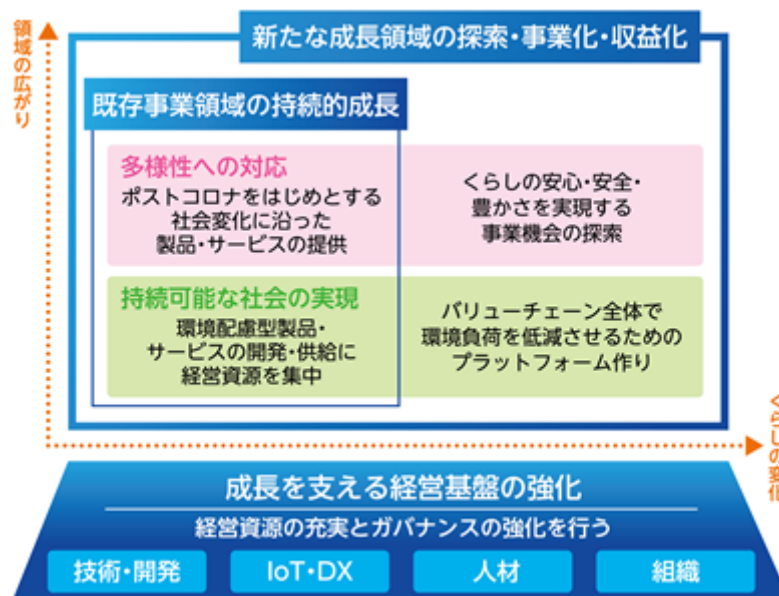 領域の広がり
新たな成長領域の探索・事業化・収益化
既存事業領域の持続的成長
多様性への対応
ポストコロナをはじめとする
社会変化に沿った
製品・サービスの提供
くらしの安心・安全・
豊かさを実現する
事業機会の探索
持続可能な社会の実現
環境配慮型製品・
サービスの開発・供給に
経営資源を集中
バリューチェーン全体で
環境負荷を低減させるための
プラットフォーム作り
くらしの変化
成長を支える経営基盤の強化
経営資源の充実とガバナンスの強化を行う
技術・開発
IoT・DX
人材
組織